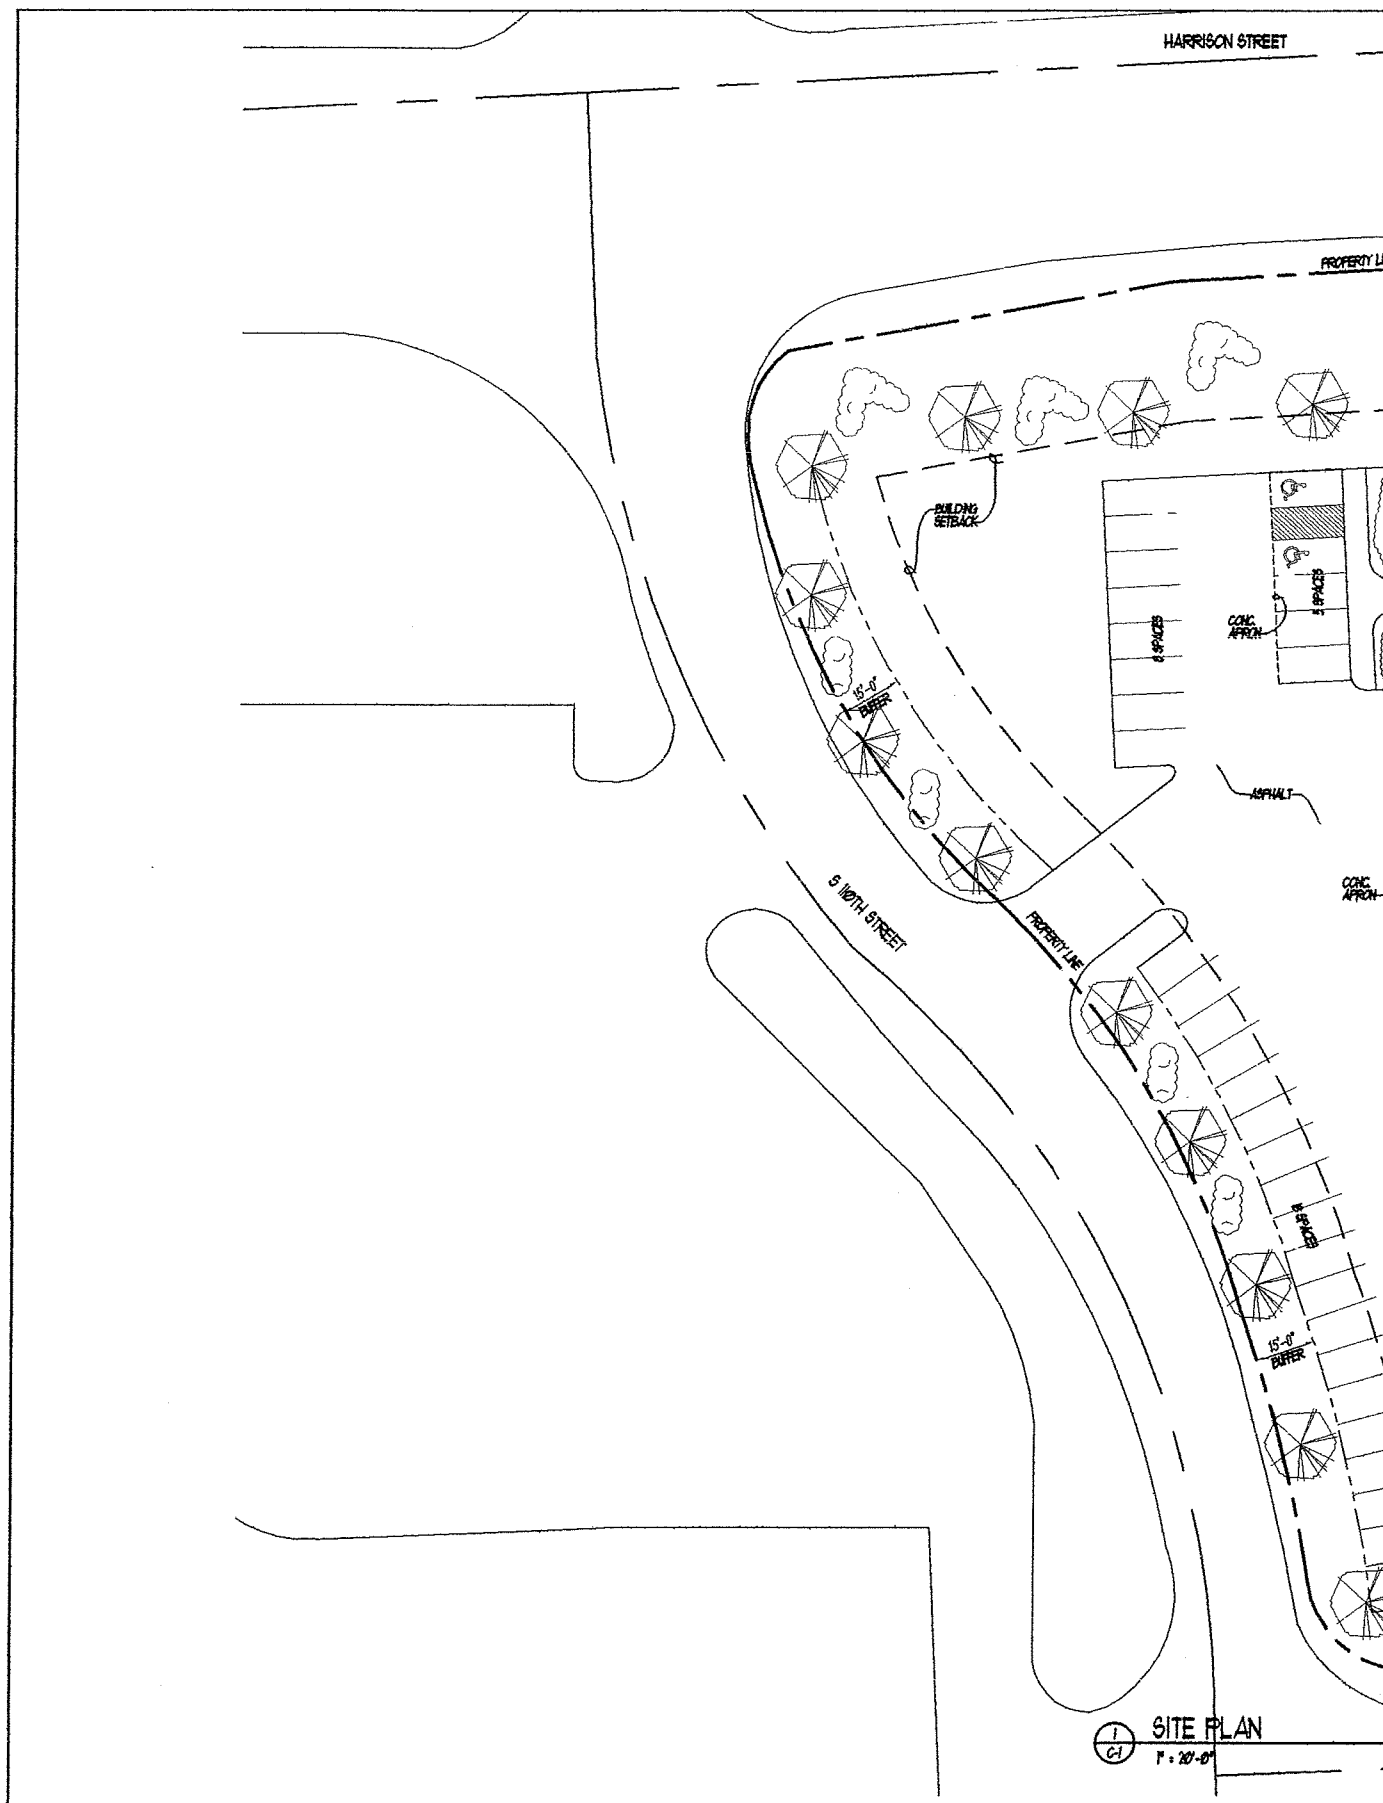 HARRISON STREET
PROPERTY LI
BUILDING
SETBACK
8 SPACES
CONC.
APRON
5 SPACES
15'-0"
BUFFER
ASPHALT
CONC.
APRON
S 110TH STREET
PROPERTY LINE
SPACES
15'-0"
BUFFER
1
C-1
SITE PLAN
1" : 20'-0"